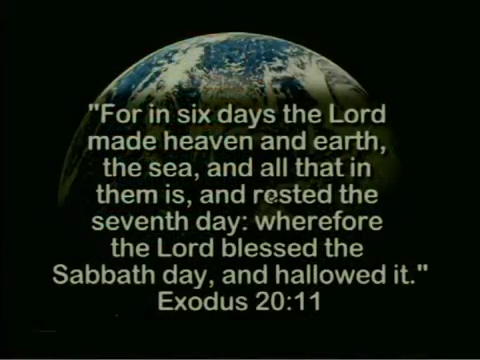 "For in six days the Lord
made heaven and earth,
the sea, and all that in
them is, and rested the
seventh day: wherefore
the Lord blessed the
Sabbath day, and hallowed it."
Exodus 20:11